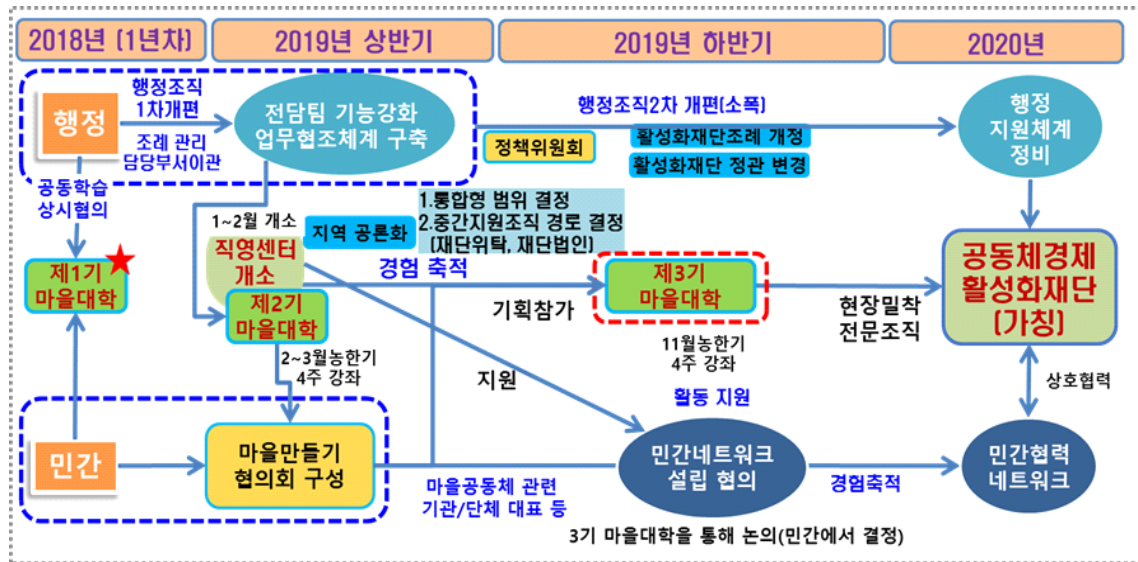 2018년 (1년차)
2019년 상반기
2019년 하반기
2020년
행정
행정조직
1차개편
조례 관리
담당부서이관
전담팀 기능강화
업무협조체계 구축
행정조직2차 개편(소폭)
정책위원회
활성화재단조례 개정
활성화재단 정관 변경
행정
지원체계
정비
공동학습
상시협의
1~2월 개소
직영센터
개소
지역 공론화
1.통합형 범위 결정
2.중간지원조직 경로 결정
(재단위탁, 재단법인)
경험 축적
제1기
마을대학
제2기
마을대학
기획참가
제3기
마을대학
현장밀착
전문조직
공동체경제
활성화재단
(가칭)
2~3월농한기
4주 강좌
지원
11월농한기
4주 강좌
활동 지원
상호협력
민간
마을만들기
협의회 구성
마을공동체 관련
기관/단체 대표 등
민간네트워크
설립 협의
경험축적
민간협력
네트워크
3기 마을대학을 통해 논의(민간에서 결정)